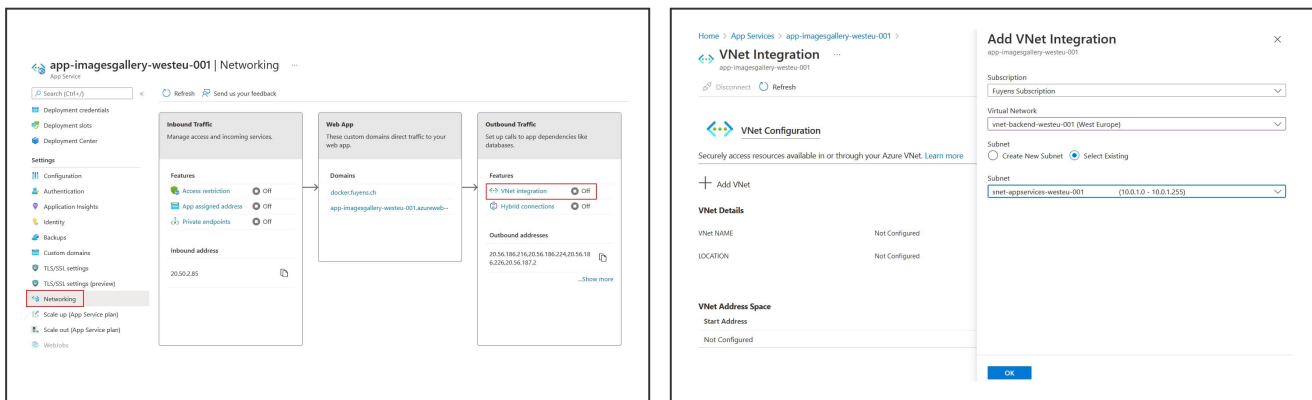 app-imagesgallery-westeu-001 | Networking ...
App Service
Search (Ctrl+/) «
Refresh Send us your feedback
Deployment credentials
Deployment slots
Deployment Center
Settings
Configuration
Authentication
Application Insights
Identity
Backups
Custom domains
TLS/SSL settings
TLS/SSL settings (preview)
Networking
Scale up (App Service plan)
Scale out (App Service plan)
WebJobs
Inbound Traffic
Manage access and incoming services.
Features
Access restriction Off
App assigned address Off
Private endpoints Off
Inbound address
20.50.2.85
Web App
These custom domains direct traffic to your
web app.
Domains
docker.fuyens.ch
app-imagesgallery-westeu-001.azureweb--
Outbound Traffic
Set up calls to app dependencies like
databases.
Features
VNet integration Off
Hybrid connections Off
Outbound addresses
20.56.186.216,20.56.186.224,20.56.18
6.226,20.56.187.2
...Show more
Home > App Services > app-imagesgallery-westeu-001 >
VNet Integration ...
app-imagesgallery-westeu-001
Disconnect Refresh
VNet Configuration
Securely access resources available in or through your Azure VNet. Learn more
+ Add VNet
VNet Details
VNet NAME Not Configured
LOCATION Not Configured
VNet Address Space
Start Address
Not Configured
Add VNet Integration
app-imagesgallery-westeu-001
Subscription
Fuyens Subscription
Virtual Network
vnet-backend-westeu-001 (West Europe)
Subnet
Create New Subnet Select Existing
Subnet
snet-appservices-westeu-001 (10.0.1.0 - 10.0.1.255)
OK